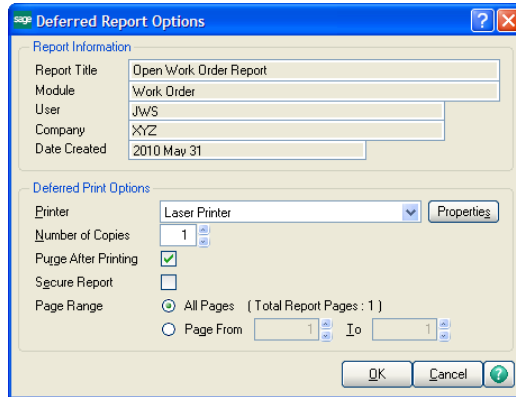 sage Deferred Report Options ? X
Report Information
Report Title Open Work Order Report
Module Work Order
User JWS
Company XYZ
Date Created 2010 May 31
Deferred Print Options
Printer Laser Printer Properties
Number of Copies 1
Purge After Printing
Secure Report
Page Range All Pages ( Total Report Pages : 1 )
Page From 1 To 1
OK Cancel ?